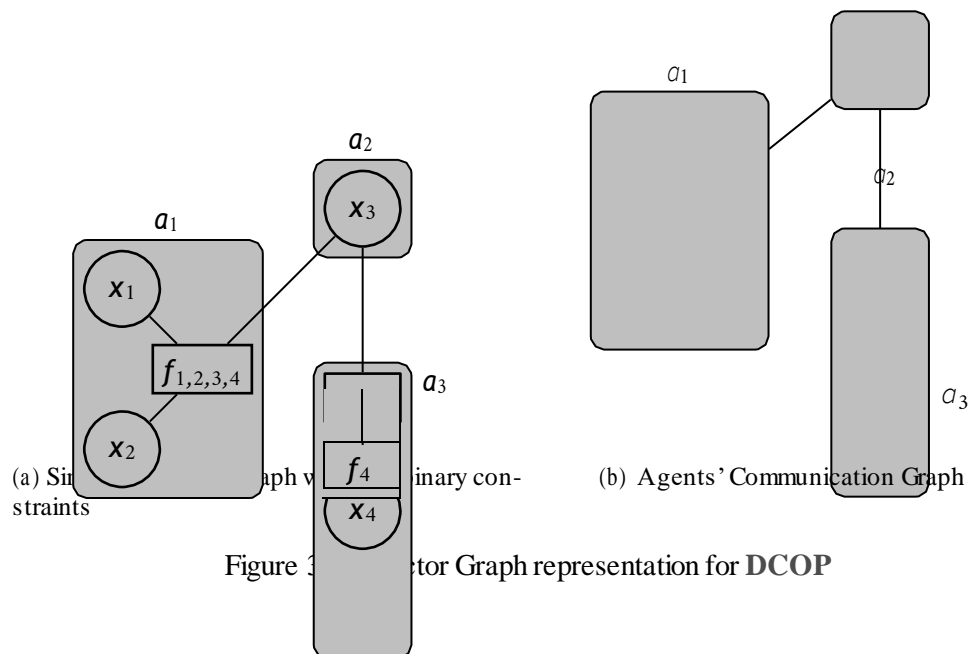 a1
a2
x3
x1
f1,2,3,4
x2
a3
f4
x4
(a) Sin aph w inary con-
straints
a1
a2
a3
(b) Agents' Communication Graph
Figure 3 ctor Graph representation for DCOP